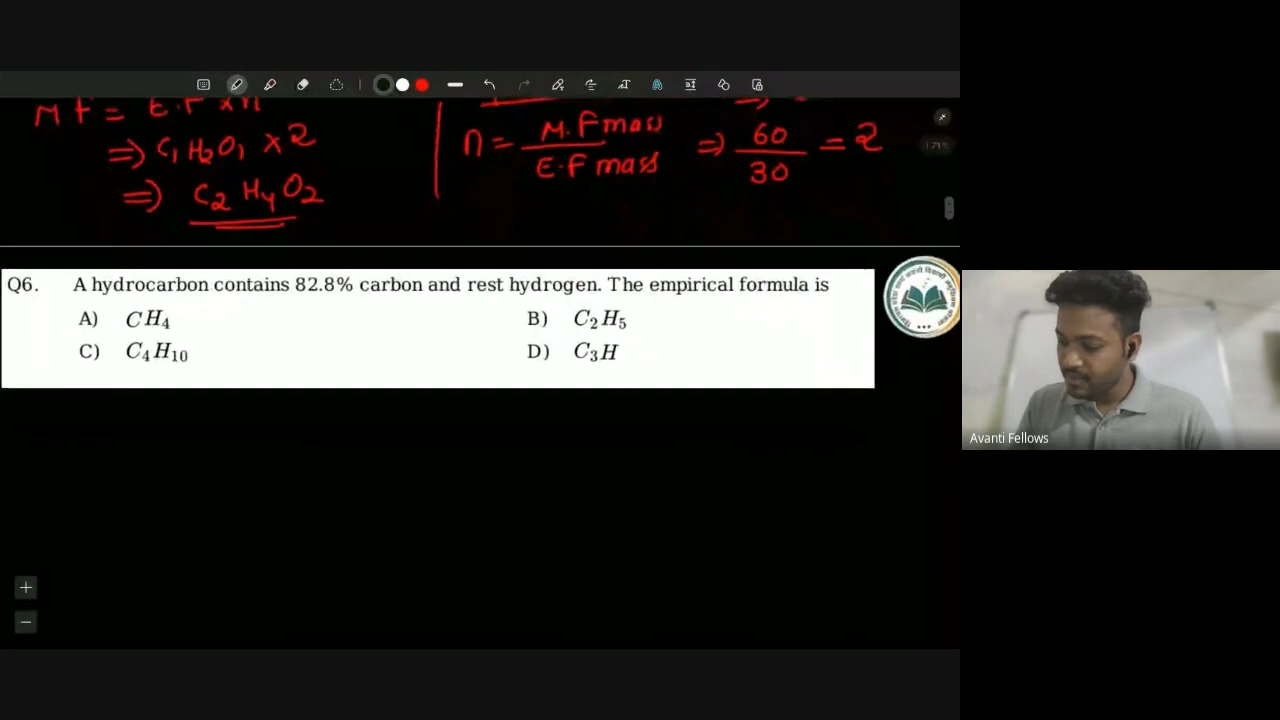 M F = E.F x n
⇒ C₁H₂O₁ x 2
⇒ C₂H₄O₂
n = M.F mass / E.F mass ⇒ 60 / 30 = 2
Q6. A hydrocarbon contains 82.8% carbon and rest hydrogen. The empirical formula is
A) CH₄ B) C₂H₅
C) C₄H₁₀ D) C₃H
Avanti Fellows